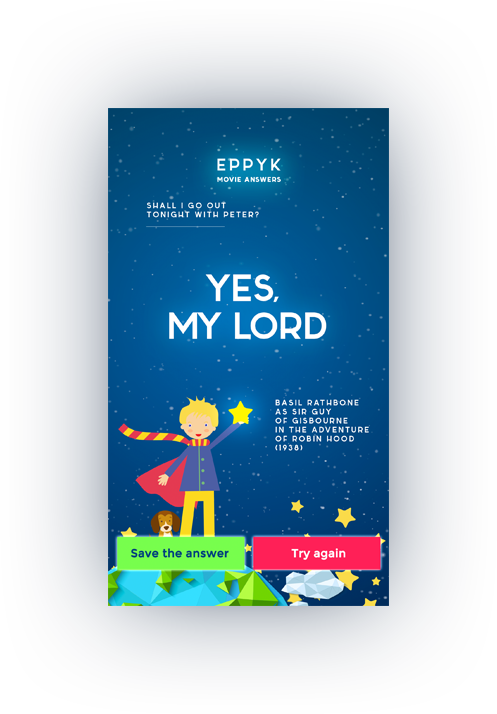 EPPYK
MOVIE ANSWERS
SHALL I GO OUT
TONIGHT WITH PETER?
YES,
MY LORD
BASIL RATHBONE
AS SIR GUY
OF GISBOURNE
IN THE ADVENTURE
OF ROBIN HOOD
(1938)
Save the answer
Try again